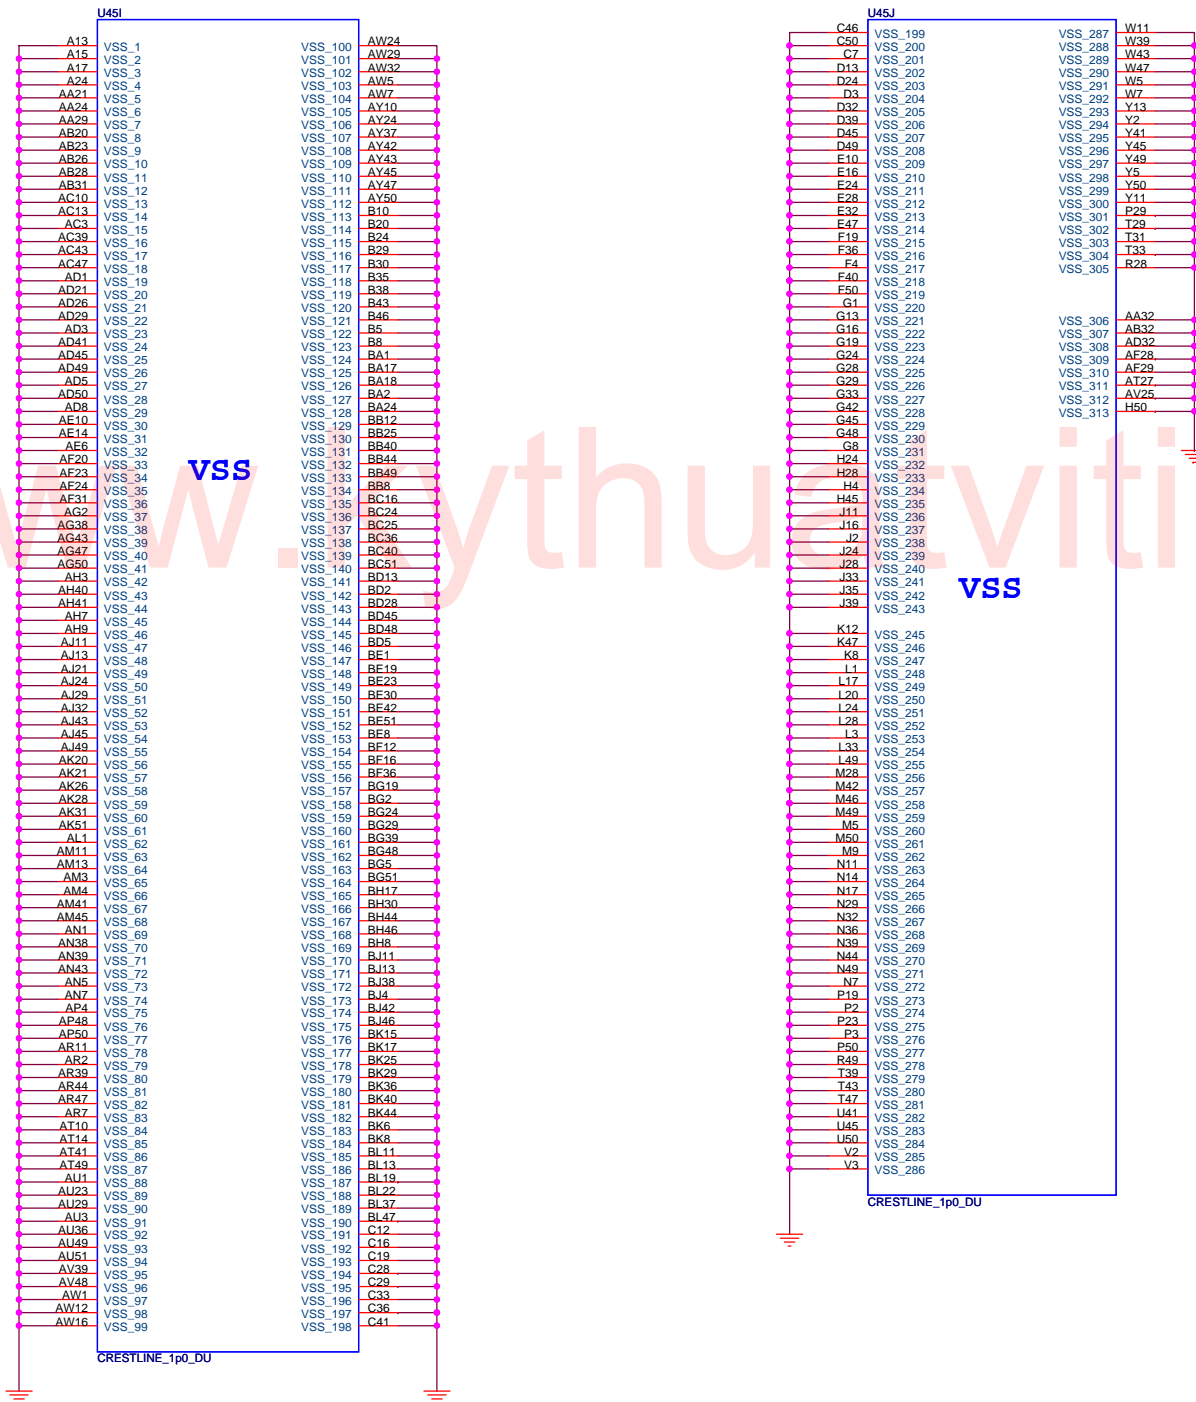 U45I
A13 VSS_1 VSS_100 AW24
A15 VSS_2 VSS_101 AW29
A17 VSS_3 VSS_102 AW32
A24 VSS_4 VSS_103 AW5
AA21 VSS_5 VSS_104 AW7
AA24 VSS_6 VSS_105 AY10
AA29 VSS_7 VSS_106 AY24
AB20 VSS_8 VSS_107 AY37
AB23 VSS_9 VSS_108 AY42
AB26 VSS_10 VSS_109 AY43
AB28 VSS_11 VSS_110 AY45
AB31 VSS_12 VSS_111 AY47
AC10 VSS_13 VSS_112 AY50
AC13 VSS_14 VSS_113 B10
AC3 VSS_15 VSS_114 B20
AC39 VSS_16 VSS_115 B24
AC43 VSS_17 VSS_116 B29
AC47 VSS_18 VSS_117 B30
AD1 VSS_19 VSS_118 B35
AD21 VSS_20 VSS_119 B38
AD26 VSS_21 VSS_120 B43
AD29 VSS_22 VSS_121 B46
AD3 VSS_23 VSS_122 B5
AD41 VSS_24 VSS_123 B8
AD45 VSS_25 VSS_124 BA1
AD49 VSS_26 VSS_125 BA17
AD5 VSS_27 VSS_126 BA18
AD50 VSS_28 VSS_127 BA2
AD8 VSS_29 VSS_128 BA24
AE10 VSS_30 VSS_129 BB12
AE14 VSS_31 VSS_130 BB25
AE6 VSS_32 VSS_131 BB40
AF20 VSS_33 VSS_132 BB44
AF23 VSS_34 VSS_133 BB49
AF24 VSS_35 VSS_134 BB8
AF31 VSS_36 VSS_135 BC16
AG2 VSS_37 VSS_136 BC24
AG38 VSS_38 VSS_137 BC25
AG43 VSS_39 VSS_138 BC36
AG47 VSS_40 VSS_139 BC40
AG50 VSS_41 VSS_140 BC51
AH3 VSS_42 VSS_141 BD13
AH40 VSS_43 VSS_142 BD2
AH41 VSS_44 VSS_143 BD28
AH7 VSS_45 VSS_144 BD45
AH9 VSS_46 VSS_145 BD48
AJ11 VSS_47 VSS_146 BD5
AJ13 VSS_48 VSS_147 BE1
AJ21 VSS_49 VSS_148 BE19
AJ24 VSS_50 VSS_149 BE23
AJ29 VSS_51 VSS_150 BE30
AJ32 VSS_52 VSS_151 BE42
AJ43 VSS_53 VSS_152 BE51
AJ45 VSS_54 VSS_153 BE8
AJ49 VSS_55 VSS_154 BF12
AK20 VSS_56 VSS_155 BF16
AK21 VSS_57 VSS_156 BF36
AK26 VSS_58 VSS_157 BG19
AK28 VSS_59 VSS_158 BG2
AK31 VSS_60 VSS_159 BG24
AK51 VSS_61 VSS_160 BG29
AL1 VSS_62 VSS_161 BG39
AM11 VSS_63 VSS_162 BG48
AM13 VSS_64 VSS_163 BG5
AM3 VSS_65 VSS_164 BG51
AM4 VSS_66 VSS_165 BH17
AM41 VSS_67 VSS_166 BH30
AM45 VSS_68 VSS_167 BH44
AN1 VSS_69 VSS_168 BH46
AN38 VSS_70 VSS_169 BH8
AN39 VSS_71 VSS_170 BJ11
AN43 VSS_72 VSS_171 BJ13
AN5 VSS_73 VSS_172 BJ38
AN7 VSS_74 VSS_173 BJ4
AP4 VSS_75 VSS_174 BJ42
AP48 VSS_76 VSS_175 BJ46
AP50 VSS_77 VSS_176 BK15
AR11 VSS_78 VSS_177 BK17
AR2 VSS_79 VSS_178 BK25
AR39 VSS_80 VSS_179 BK29
AR44 VSS_81 VSS_180 BK36
AR47 VSS_82 VSS_181 BK40
AR7 VSS_83 VSS_182 BK44
AT10 VSS_84 VSS_183 BK6
AT14 VSS_85 VSS_184 BK8
AT41 VSS_86 VSS_185 BL11
AT49 VSS_87 VSS_186 BL13
AU1 VSS_88 VSS_187 BL19
AU23 VSS_89 VSS_188 BL22
AU29 VSS_90 VSS_189 BL37
AU3 VSS_91 VSS_190 BL47
AU36 VSS_92 VSS_191 C12
AU49 VSS_93 VSS_192 C16
AU51 VSS_94 VSS_193 C19
AV39 VSS_95 VSS_194 C28
AV48 VSS_96 VSS_195 C29
AW1 VSS_97 VSS_196 C33
AW12 VSS_98 VSS_197 C36
AW16 VSS_99 VSS_198 C41
VSS
CRESTLINE_1p0_DU
U45J
C46 VSS_199 VSS_287 W11
C50 VSS_200 VSS_288 W39
C7 VSS_201 VSS_289 W43
D13 VSS_202 VSS_290 W47
D24 VSS_203 VSS_291 W5
D3 VSS_204 VSS_292 W7
D32 VSS_205 VSS_293 Y13
D39 VSS_206 VSS_294 Y2
D45 VSS_207 VSS_295 Y41
D49 VSS_208 VSS_296 Y45
E10 VSS_209 VSS_297 Y49
E16 VSS_210 VSS_298 Y5
E24 VSS_211 VSS_299 Y50
E28 VSS_212 VSS_300 Y11
E32 VSS_213 VSS_301 P29
E47 VSS_214 VSS_302 T29
F19 VSS_215 VSS_303 T31
F36 VSS_216 VSS_304 T33
F4 VSS_217 VSS_305 R28
F40 VSS_218
F50 VSS_219
G1 VSS_220
G13 VSS_221 VSS_306 AA32
G16 VSS_222 VSS_307 AB32
G19 VSS_223 VSS_308 AD32
G24 VSS_224 VSS_309 AF28
G28 VSS_225 VSS_310 AF29
G29 VSS_226 VSS_311 AT27
G33 VSS_227 VSS_312 AV25
G42 VSS_228 VSS_313 H50
G45 VSS_229
G48 VSS_230
G8 VSS_231
H24 VSS_232
H28 VSS_233
H4 VSS_234
H45 VSS_235
J11 VSS_236
J16 VSS_237
J2 VSS_238
J24 VSS_239
J28 VSS_240
J33 VSS_241
J35 VSS_242
J39 VSS_243
K12 VSS_245
K47 VSS_246
K8 VSS_247
L1 VSS_248
L17 VSS_249
L20 VSS_250
L24 VSS_251
L28 VSS_252
L3 VSS_253
L33 VSS_254
L49 VSS_255
M28 VSS_256
M42 VSS_257
M46 VSS_258
M49 VSS_259
M5 VSS_260
M50 VSS_261
M9 VSS_262
N11 VSS_263
N14 VSS_264
N17 VSS_265
N29 VSS_266
N32 VSS_267
N36 VSS_268
N39 VSS_269
N44 VSS_270
N49 VSS_271
N7 VSS_272
P19 VSS_273
P2 VSS_274
P23 VSS_275
P3 VSS_276
P50 VSS_277
R49 VSS_278
T39 VSS_279
T43 VSS_280
T47 VSS_281
U41 VSS_282
U45 VSS_283
U50 VSS_284
V2 VSS_285
V3 VSS_286
VSS
CRESTLINE_1p0_DU
ww.kythuatviti